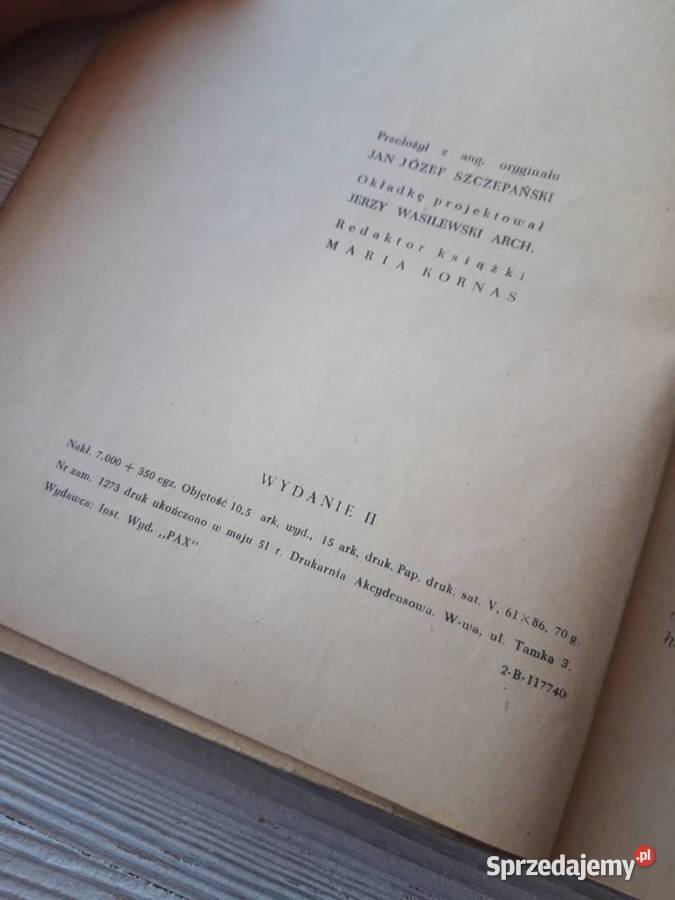 Przełożył z ang. oryginału
JAN JÓZEF SZCZEPAŃSKI
Okładkę projektował
JERZY WASILEWSKI ARCH.
Redaktor książki
MARIA KORNAS
WYDANIE II
Nakł. 7.000 + 350 egz. Objętość 10,5 ark. wyd., 15 ark. druk. Pap. druk. sat. V, 61×86, 70 g.
Nr zam. 1273 druk ukończono w maju 51 r. Drukarnia Akcydensowa. W-wa, ul. Tamka 3.
Wydawca: Inst. Wyd. „PAX"
2-B-117740
Sprzedajemy.pl